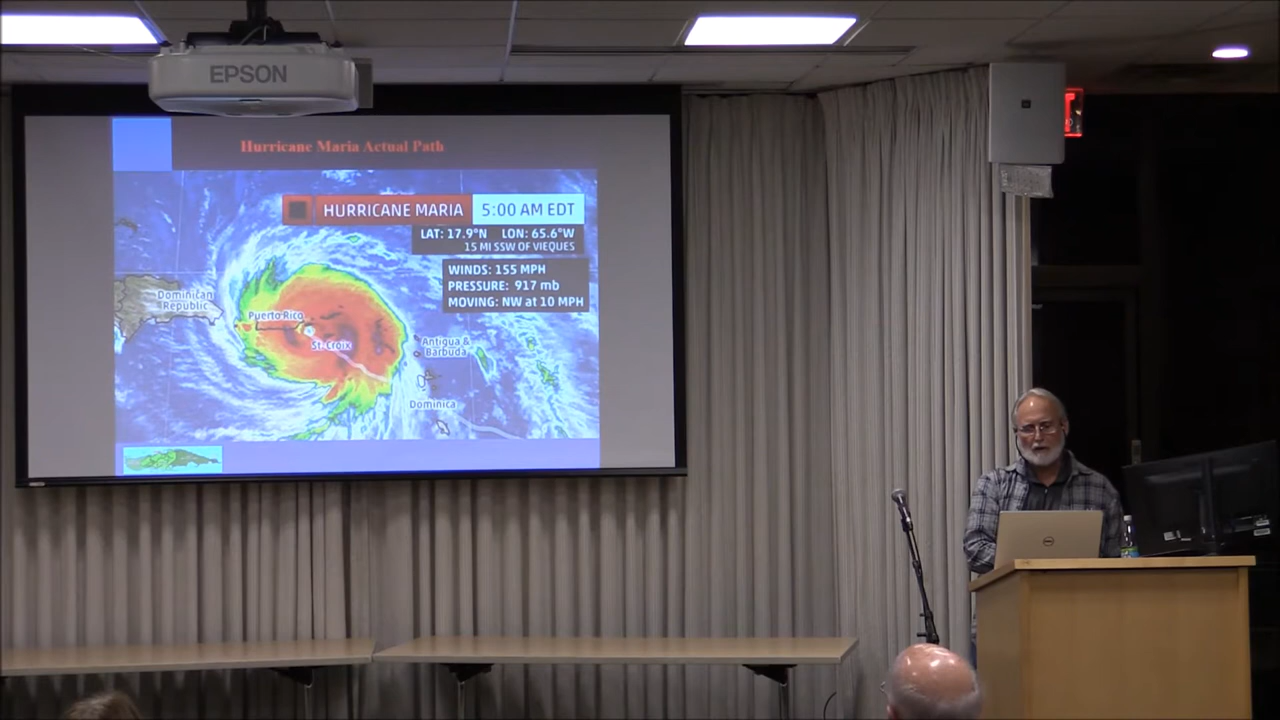 EPSON
Hurricane Maria Actual Path
HURRICANE MARIA
5:00 AM EDT
LAT: 17.9°N LON: 65.6°W
15 MI SSW OF VIEQUES
WINDS: 155 MPH
PRESSURE: 917 mb
MOVING: NW at 10 MPH
Dominican
Republic
Puerto Rico
St. Croix
Antigua &
Barbuda
Dominica
DELL